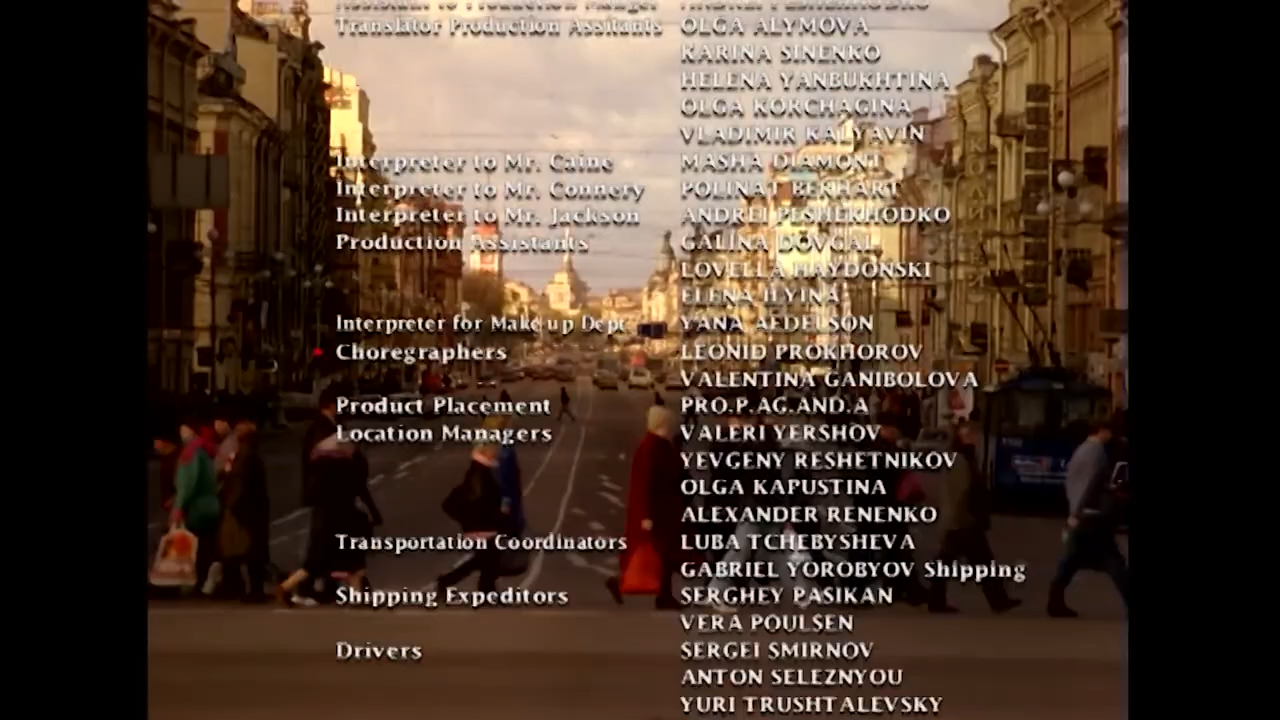 Translator Production Assitants OLGA ALYMOVA
KARINA SINENKO
HELENA YANBUKHTINA
OLGA KORCHAGINA
VLADIMIR KALYAVIN
Interpreter to Mr. Caine MASHA DIAMONT
Interpreter to Mr. Connery POLINAT BERHART
Interpreter to Mr. Jackson ANDREI PESHEKHODKO
Production Assistants GALINA DOVGAL
LOVELLA HAYDONSKI
ELENA ILYINA
Interpreter for Make up Dept YANA AEDELSON
Choregraphers LEONID PROKHOROV
VALENTINA GANIBOLOVA
Product Placement PRO.P.AG.AND.A
Location Managers VALERI YERSHOV
YEVGENY RESHETNIKOV
OLGA KAPUSTINA
ALEXANDER RENENKO
Transportation Coordinators LUBA TCHEBYSHEVA
GABRIEL YOROBYOV Shipping
Shipping Expeditors SERGHEY PASIKAN
VERA POULSEN
Drivers SERGEI SMIRNOV
ANTON SELEZNYOU
YURI TRUSHTALEVSKY